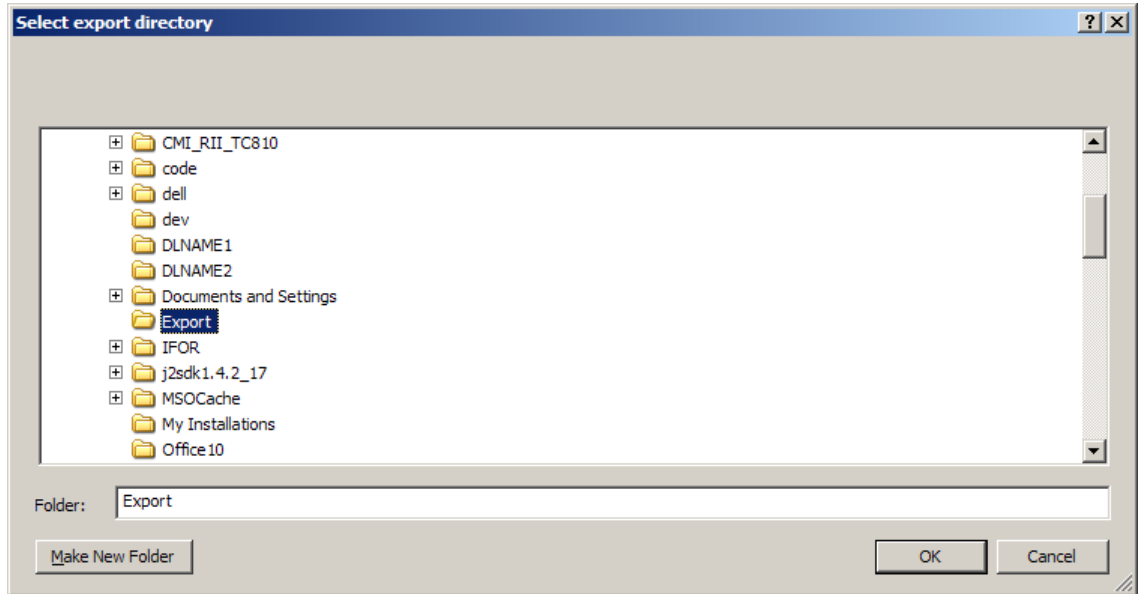 Select export directory
CMI_RII_TC810
code
dell
dev
DLNAME1
DLNAME2
Documents and Settings
Export
IFOR
j2sdk1.4.2_17
MSOCache
My Installations
Office10
Folder: Export
Make New Folder OK Cancel